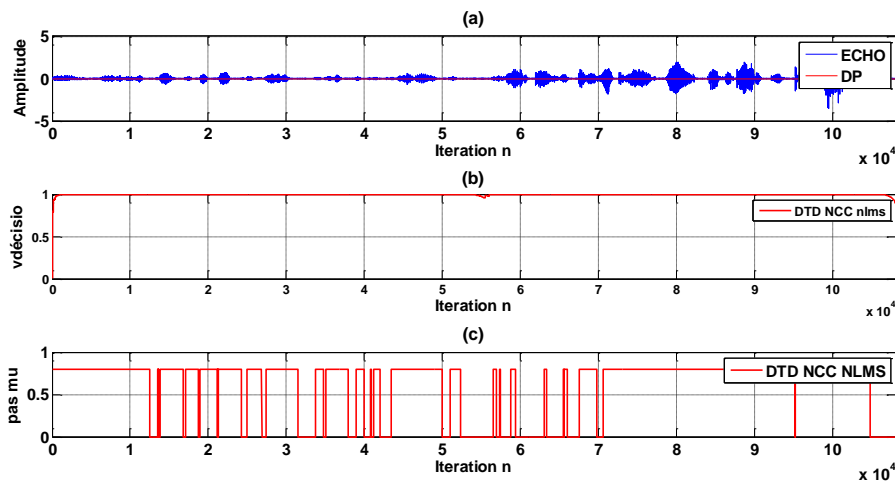 (a)
5
0
-5
Amplitude
ECHO
DP
0 1 2 3 4 5 6 7 8 9 10
Iteration n
x 10^4
(b)
1
0.5
0
vdécisio
DTD NCC nlms
0 1 2 3 4 5 6 7 8 9 10
Iteration n
x 10^4
(c)
1
0.5
0
pas mu
DTD NCC NLMS
0 1 2 3 4 5 6 7 8 9 10
Iteration n
x 10^4